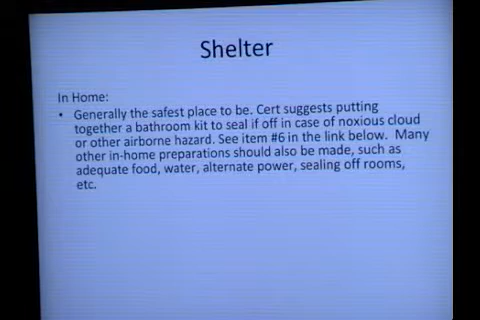 Shelter
In Home:
• Generally the safest place to be. Cert suggests putting
together a bathroom kit to seal if off in case of noxious cloud
or other airborne hazard. See item #6 in the link below. Many
other in-home preparations should also be made, such as
adequate food, water, alternate power, sealing off rooms,
etc.